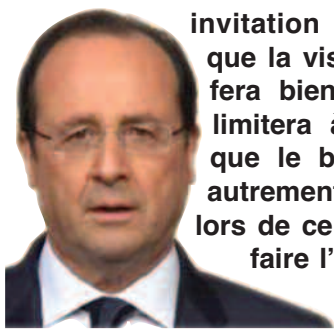 invitation
que la vis
fera bien
limitera à
que le b
autrement
lors de ce
faire l'